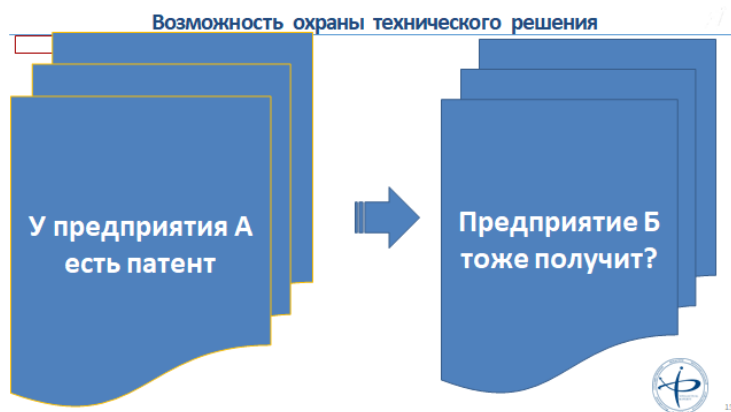 Возможность охраны технического решения
У предприятия А
есть патент
Предприятие Б
тоже получит?